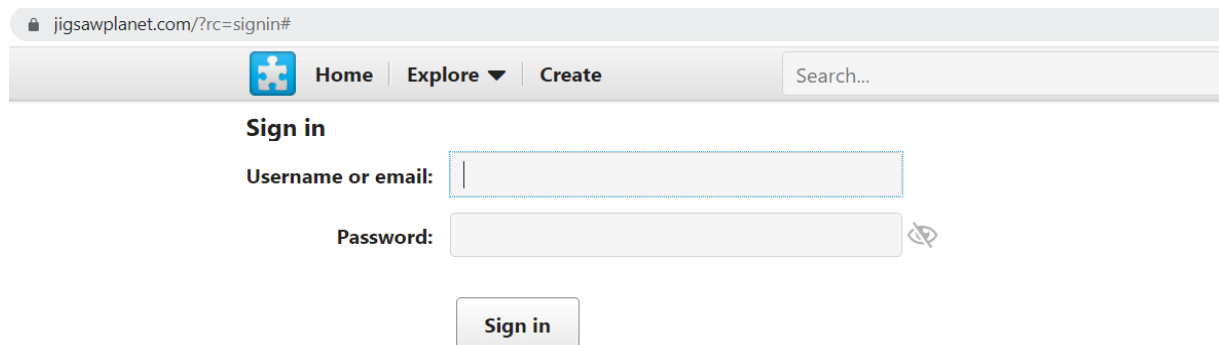 jigsawplanet.com/?rc=signin#
Home Explore Create Search...
Sign in
Username or email:
Password:
Sign in